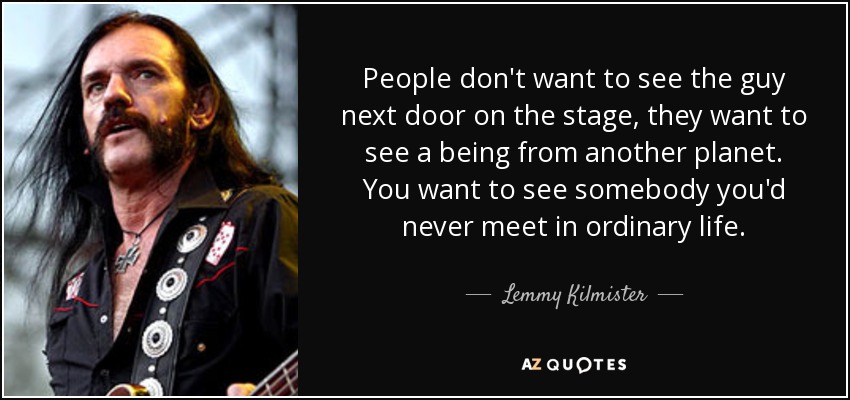 People don't want to see the guy
next door on the stage, they want to
see a being from another planet.
You want to see somebody you'd
never meet in ordinary life.
Lemmy Kilmister
AZ QUOTES